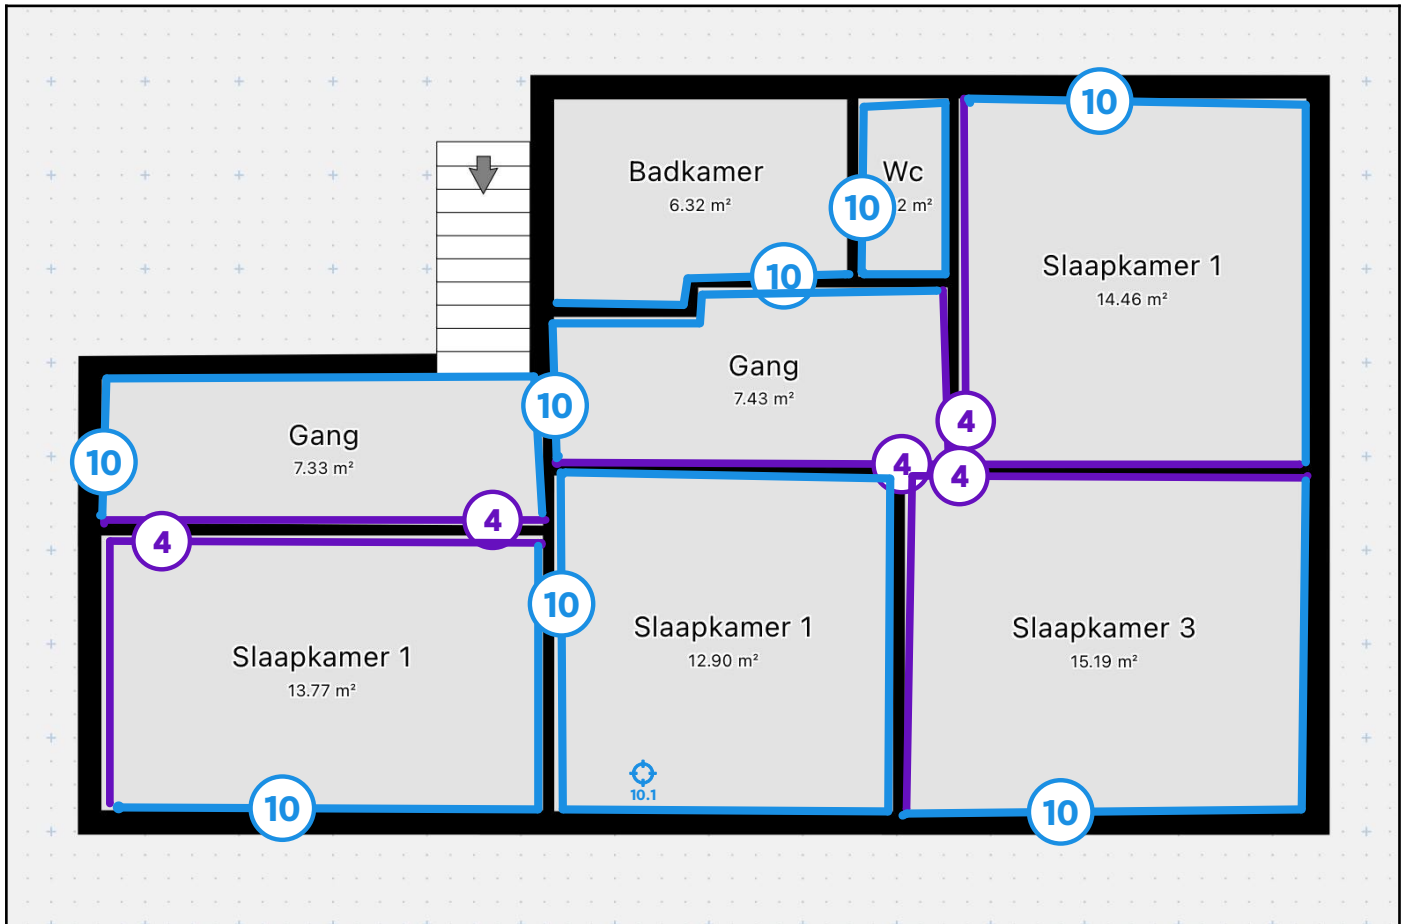 10
Badkamer
6.32 m²
Wc
10
2 m²
10
Slaapkamer 1
14.46 m²
Gang
7.43 m²
10
4
4
4
Gang
7.33 m²
10
4
4
Slaapkamer 1
13.77 m²
10
10
Slaapkamer 1
12.90 m²
10.1
Slaapkamer 3
15.19 m²
10